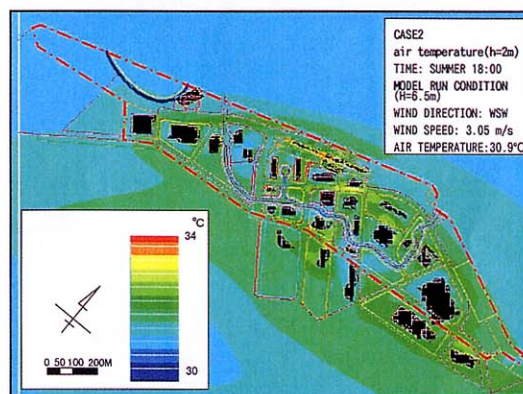 CASE2
air temperature(h=2m)
TIME: SUMMER 18:00
MODEL RUN CONDITION
(H=6.5m)
WIND DIRECTION: WSW
WIND SPEED: 3.05 m/s
AIR TEMPERATURE:30.9°C
°C
34
30
0 50 100 200M